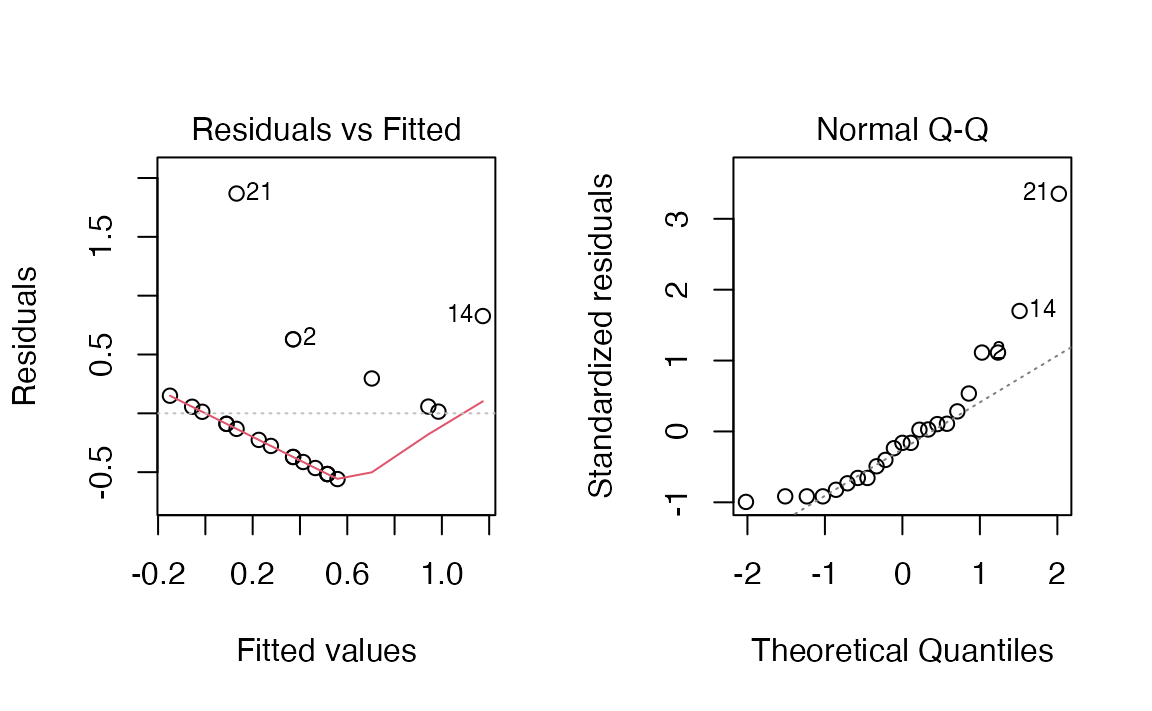 Residuals vs Fitted
Residuals
-0.5
0.5
1.5
21
2
14
-0.2 0.2 0.6 1.0
Fitted values
Normal Q-Q
Standardized residuals
-1
0
1
2
3
21
14
2
-2 -1 0 1 2
Theoretical Quantiles